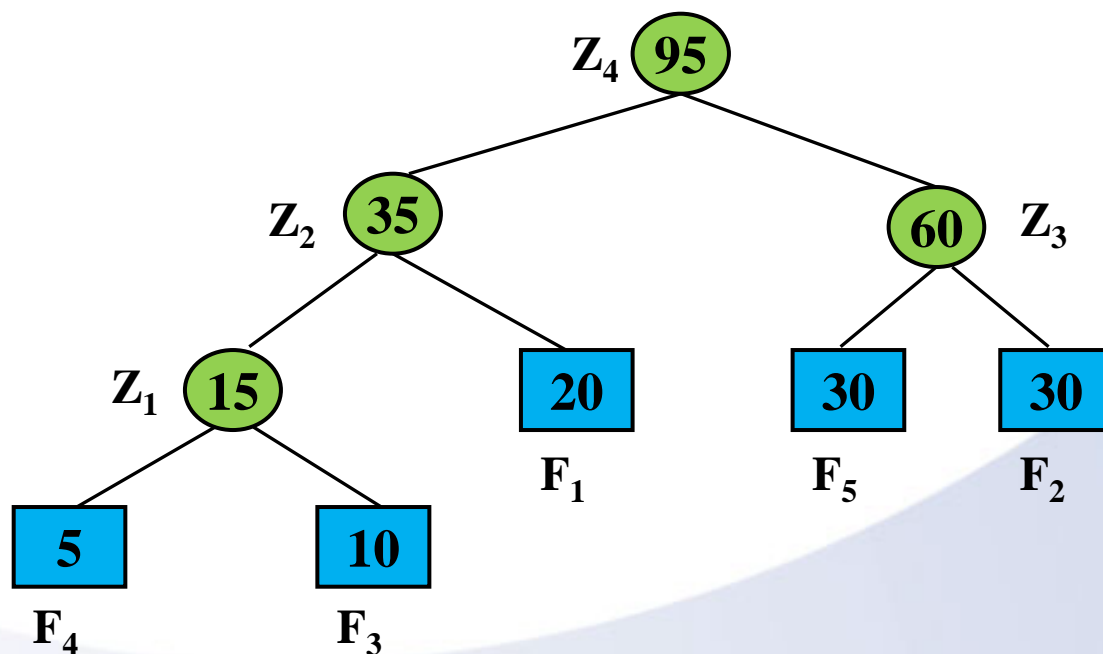 Z₄ 95
Z₂ 35 60 Z₃
Z₁ 15 20 30 30
F₁ F₅ F₂
5 10
F₄ F₃